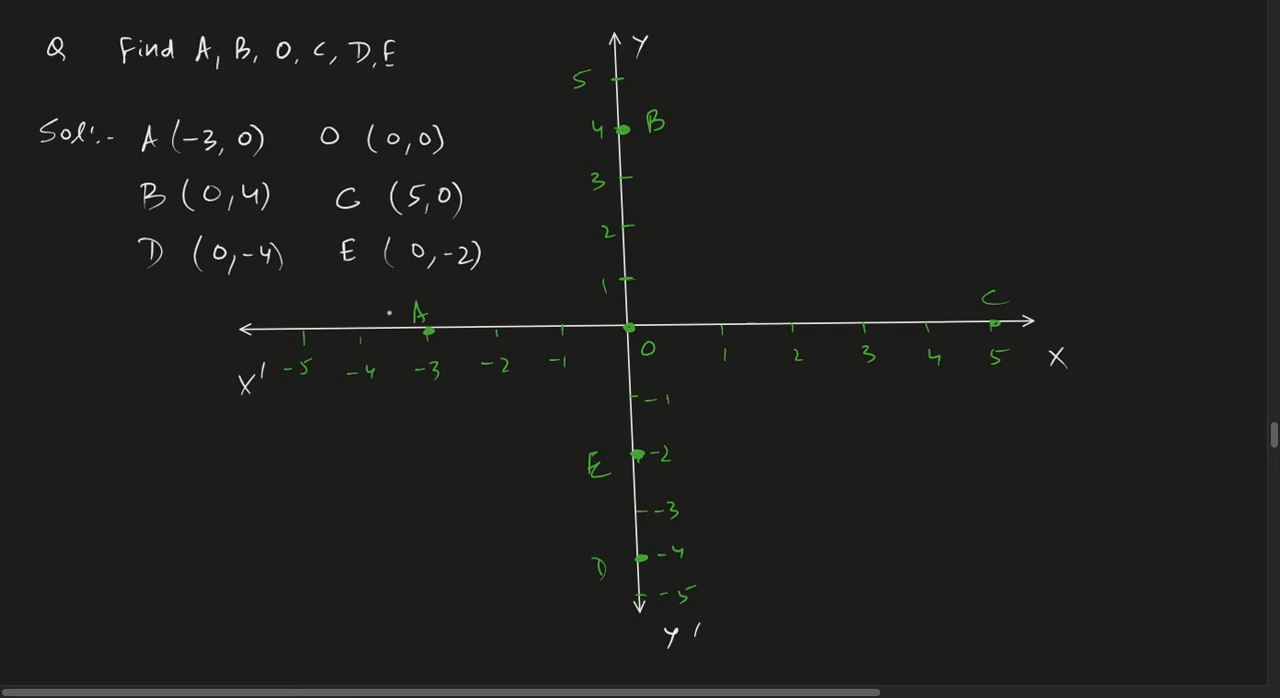 Q Find A, B, O, C, D, E
Sol:- A (-3, 0) O (0,0)
B (0,4) C (5,0)
D (0,-4) E (0,-2)
Y
5
4 B
3
2
1
A C
X' -5 -4 -3 -2 -1 O 1 2 3 4 5 X
-1
E -2
-3
D -4
-5
Y'